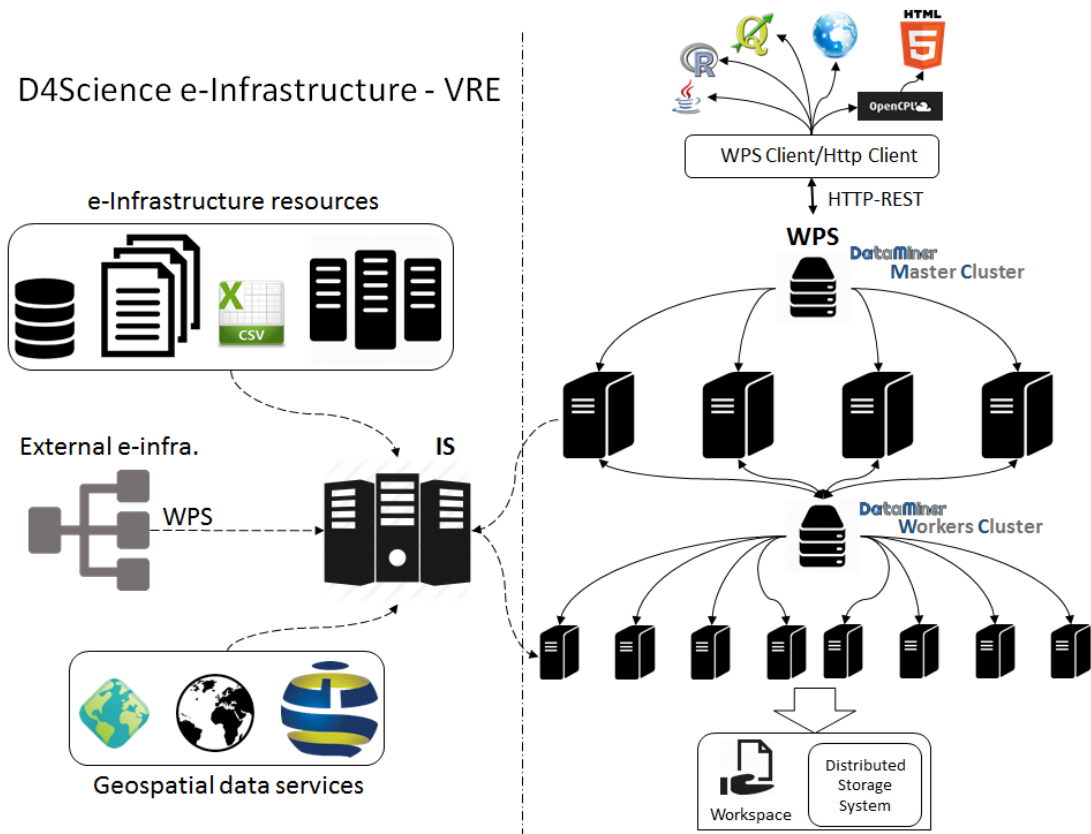 D4Science e-Infrastructure - VRE
e-Infrastructure resources
X
CSV
External e-infra.
WPS
IS
Geospatial data services
HTML
5
R
Q
Java
OpenCPU
WPS Client/Http Client
HTTP-REST
WPS
DataMiner
Master Cluster
DataMiner
Workers Cluster
Workspace
Distributed
Storage
System